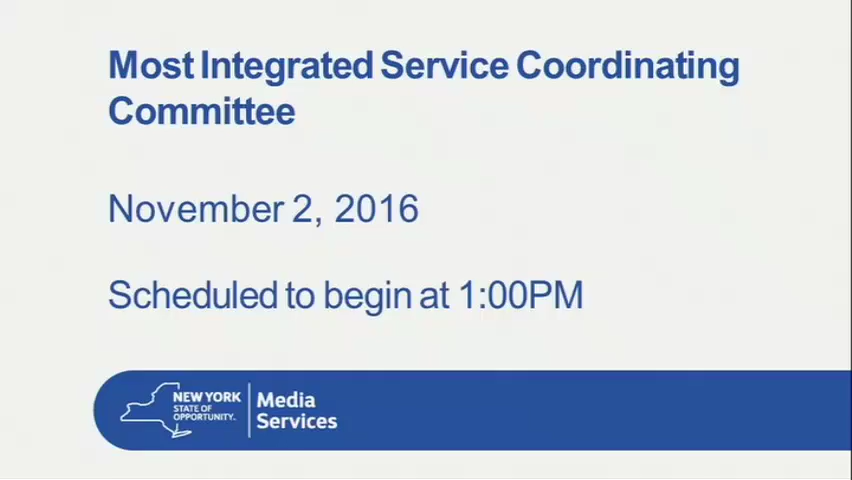 Most Integrated Service Coordinating
Committee
November 2, 2016
Scheduled to begin at 1:00PM
NEW YORK
STATE OF
OPPORTUNITY.
Media
Services